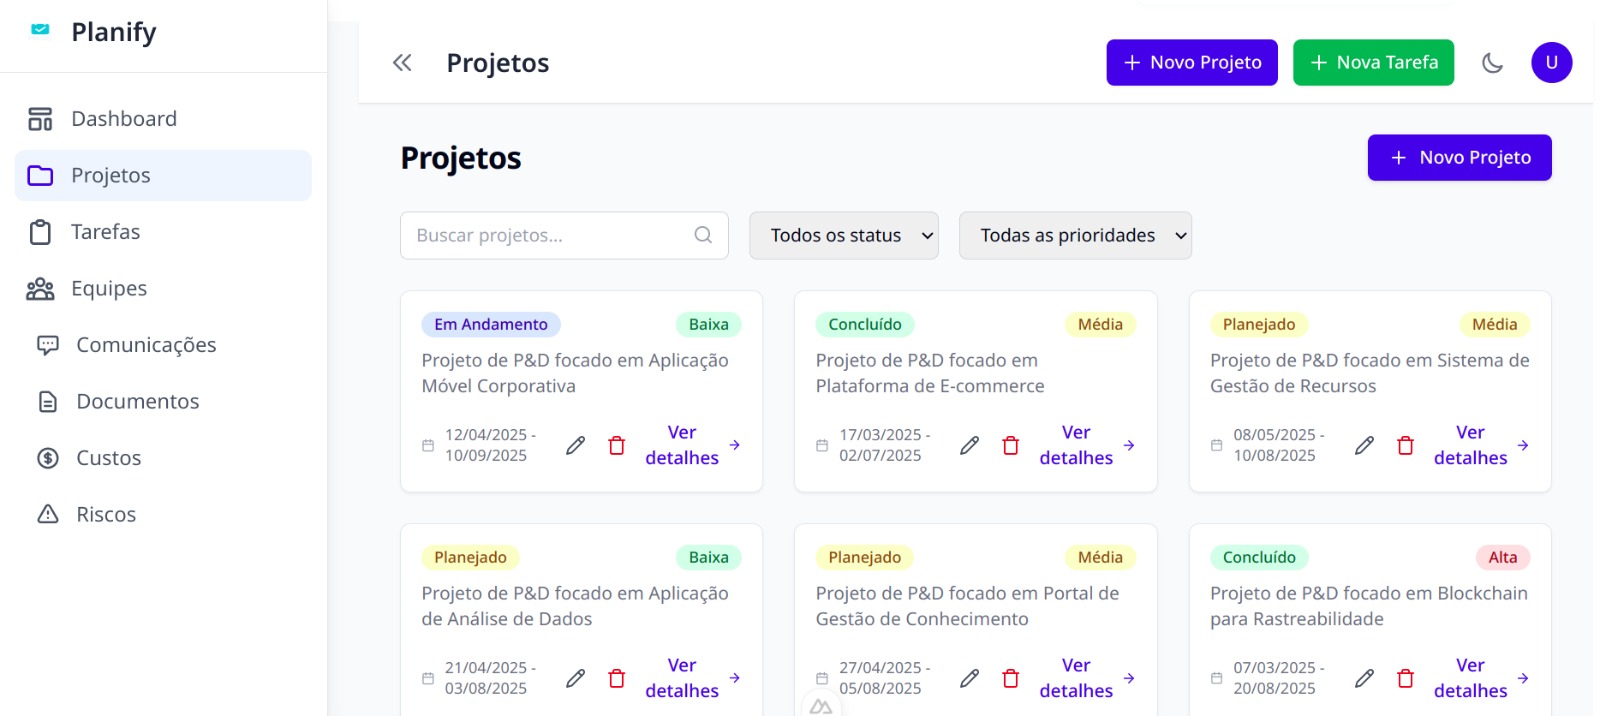 Planify
Dashboard
Projetos
Tarefas
Equipes
Comunicações
Documentos
Custos
Riscos
Projetos
Novo Projeto
Nova Tarefa
U
Projetos
Novo Projeto
Buscar projetos...
Todos os status
Todas as prioridades
Em Andamento
Baixa
Projeto de P&D focado em Aplicação
Móvel Corporativa
12/04/2025 -
10/09/2025
Ver
detalhes
Concluído
Média
Projeto de P&D focado em
Plataforma de E-commerce
17/03/2025 -
02/07/2025
Ver
detalhes
Planejado
Média
Projeto de P&D focado em Sistema de
Gestão de Recursos
08/05/2025 -
10/08/2025
Ver
detalhes
Planejado
Baixa
Projeto de P&D focado em Aplicação
de Análise de Dados
21/04/2025 -
03/08/2025
Ver
detalhes
Planejado
Média
Projeto de P&D focado em Portal de
Gestão de Conhecimento
27/04/2025 -
05/08/2025
Ver
detalhes
Concluído
Alta
Projeto de P&D focado em Blockchain
para Rastreabilidade
07/03/2025 -
20/08/2025
Ver
detalhes